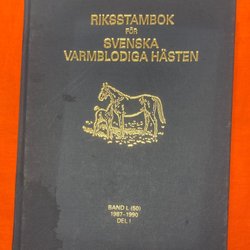 RIKSSTAMBOK
FÖR
SVENSKA
VARMBLODIGA HÄSTEN
BAND L (50)
1987-1990
DEL I